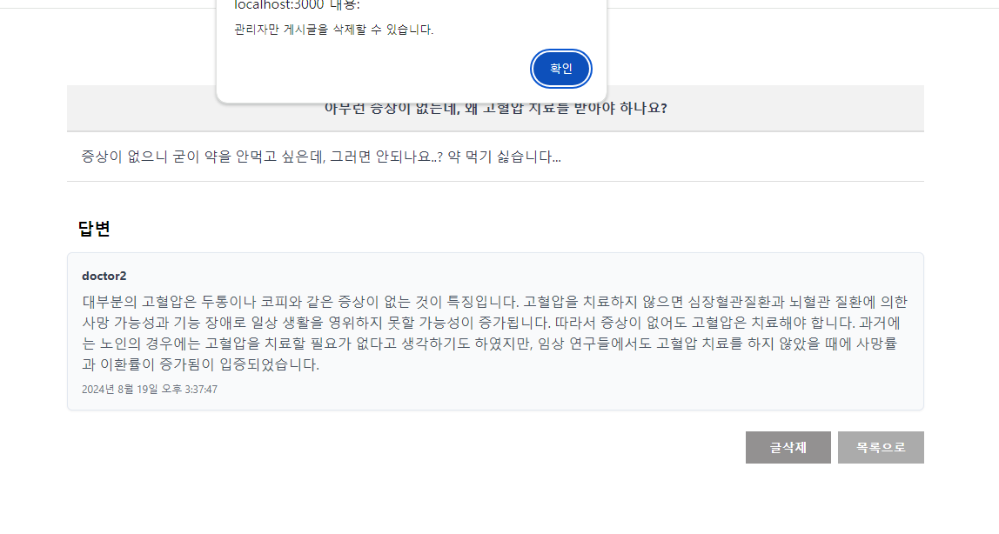 localhost:3000 내용:
관리자만 게시글을 삭제할 수 있습니다.
확인
아무런 증상이 없는데, 왜 고혈압 치료를 받아야 하나요?
증상이 없으니 굳이 약을 안먹고 싶은데, 그러면 안되나요..? 약 먹기 싫습니다...
답변
doctor2
대부분의 고혈압은 두통이나 코피와 같은 증상이 없는 것이 특징입니다. 고혈압을 치료하지 않으면 심장혈관질환과 뇌혈관 질환에 의한
사망 가능성과 기능 장애로 일상 생활을 영위하지 못할 가능성이 증가됩니다. 따라서 증상이 없어도 고혈압은 치료해야 합니다. 과거에
는 노인의 경우에는 고혈압을 치료할 필요가 없다고 생각하기도 하였지만, 임상 연구들에서도 고혈압 치료를 하지 않았을 때에 사망률
과 이환률이 증가됨이 입증되었습니다.
2024년 8월 19일 오후 3:37:47
글삭제
목록으로